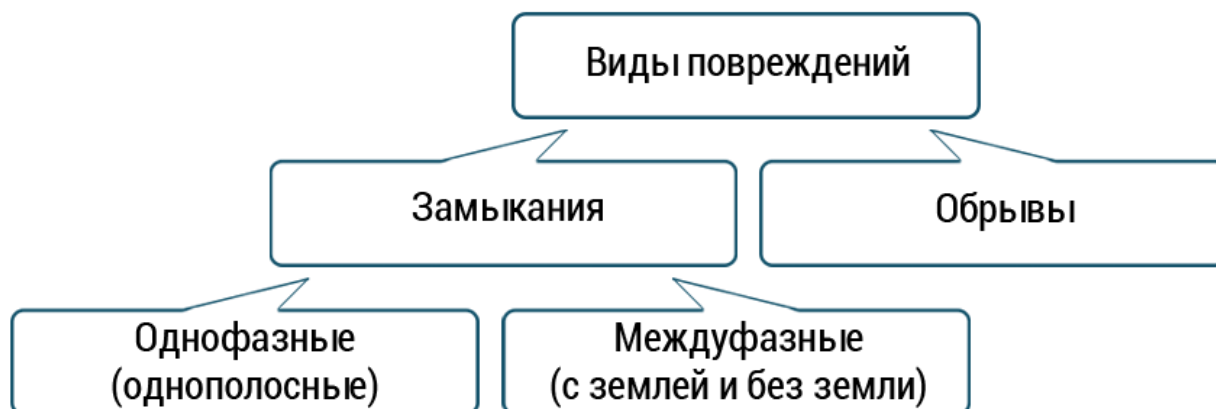 Виды повреждений
Замыкания
Обрывы
Однофазные
(однополосные)
Междуфазные
(с землей и без земли)